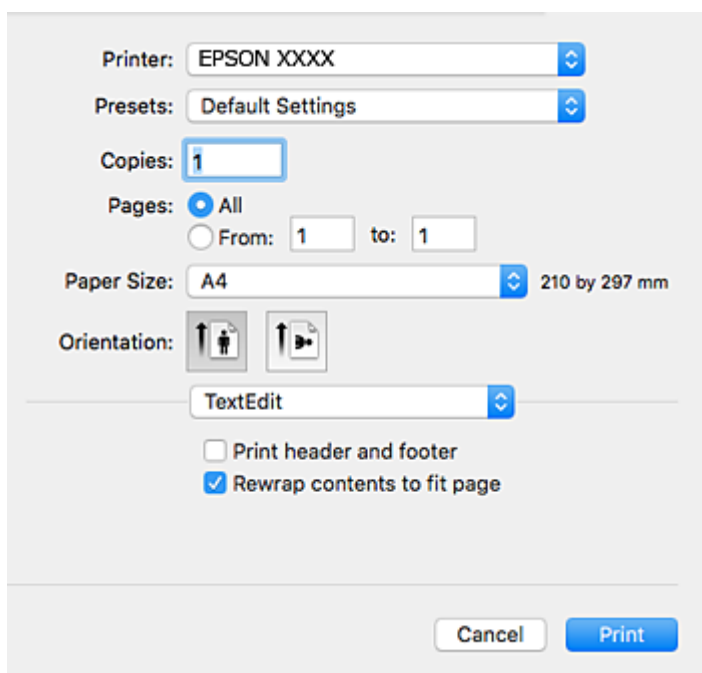 Printer: EPSON XXXX
Presets: Default Settings
Copies: 1
Pages: All
From: 1 to: 1
Paper Size: A4 210 by 297 mm
Orientation:
TextEdit
Print header and footer
Rewrap contents to fit page
Cancel Print